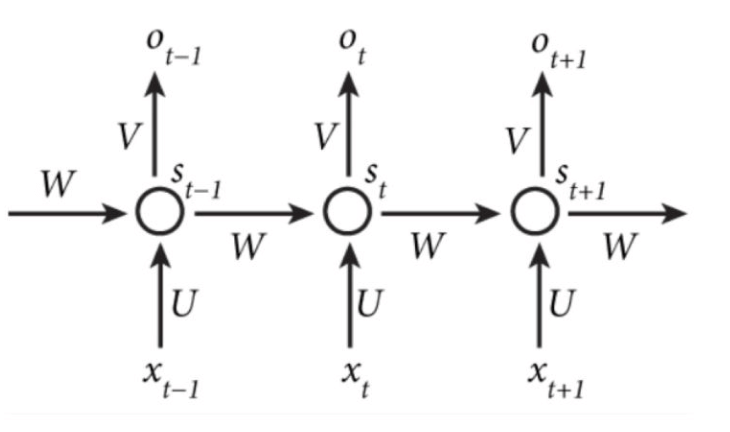 o_{t-1} o_t o_{t+1}
V V V
W s_{t-1} s_t s_{t+1}
W W W
U U U
x_{t-1} x_t x_{t+1}